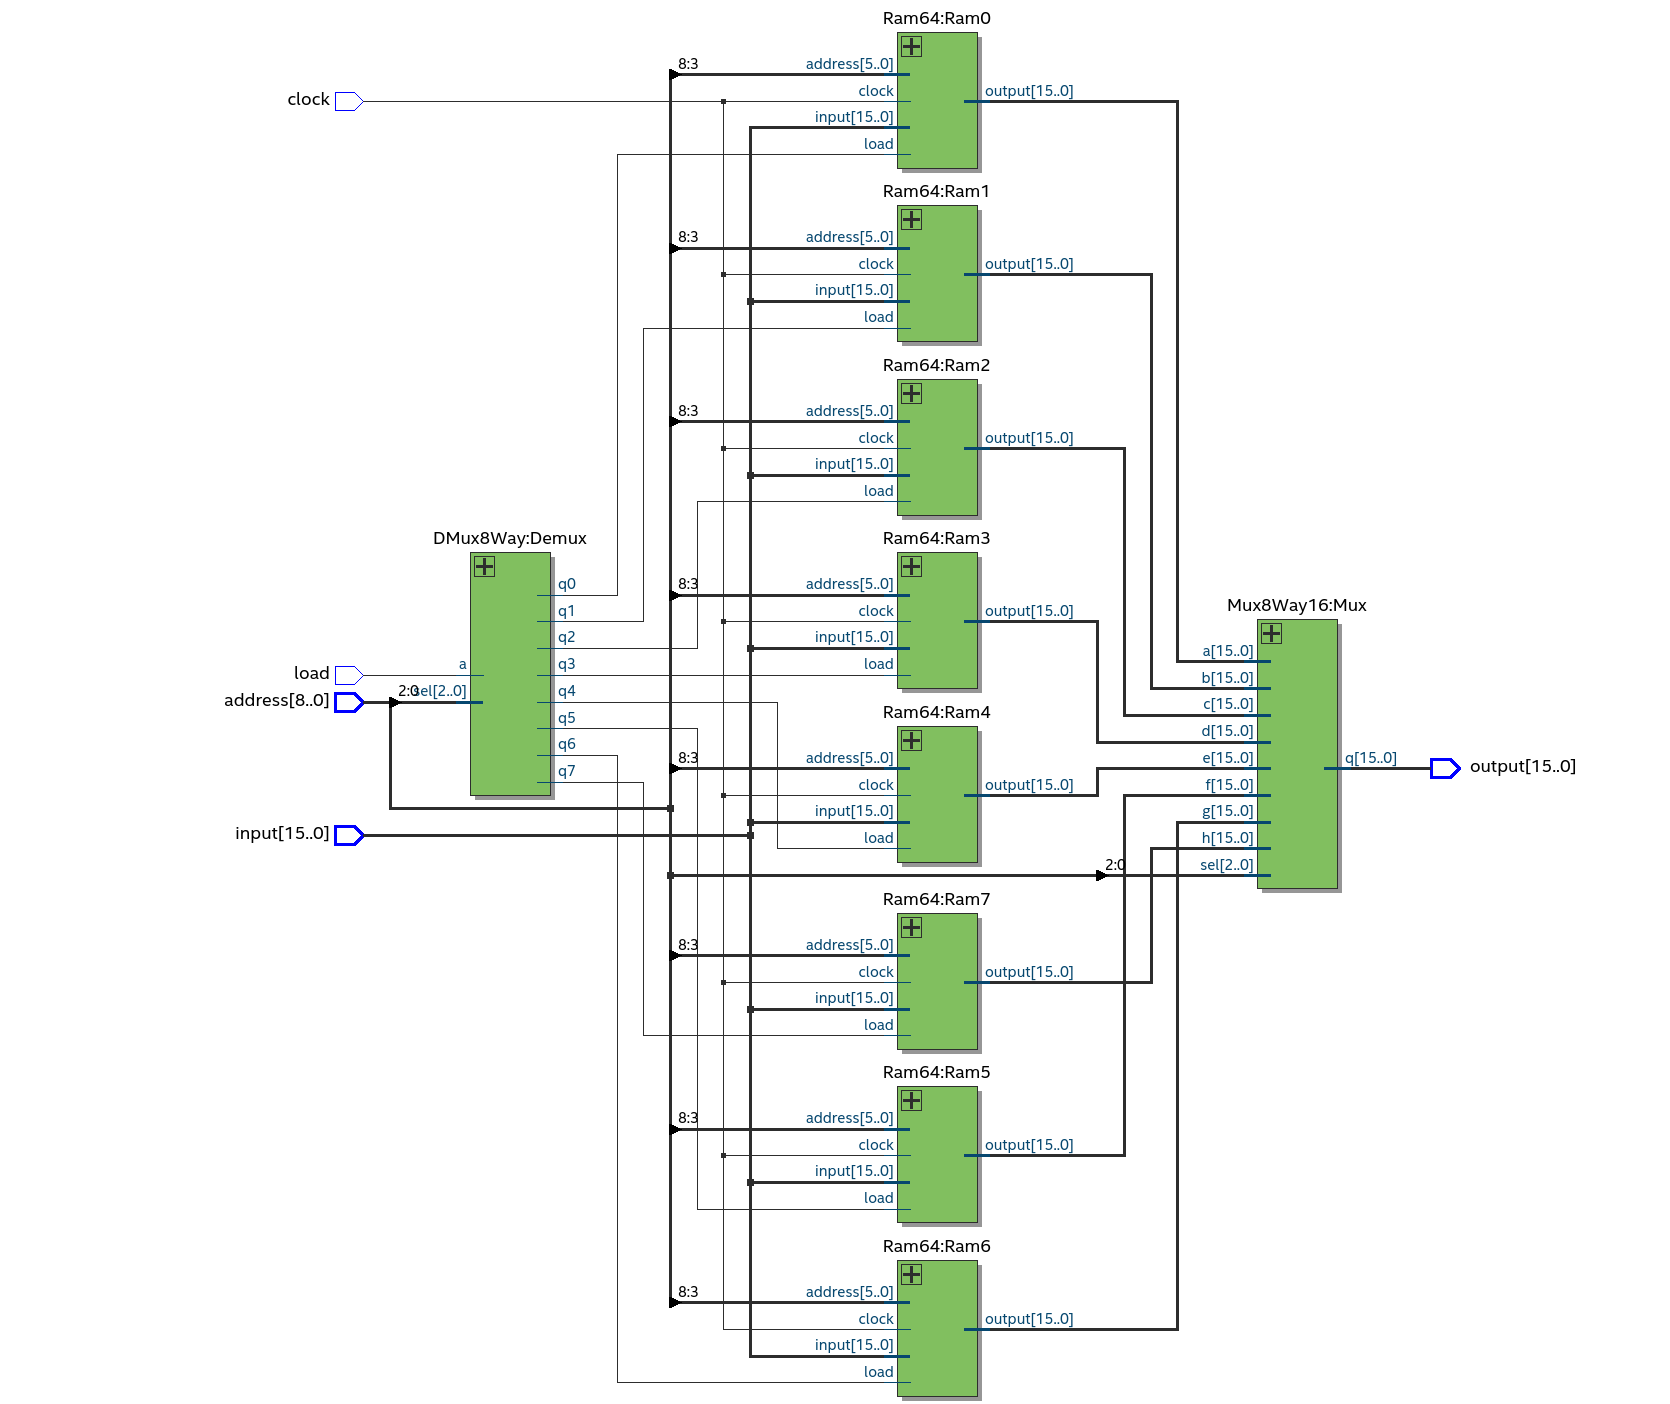 Ram64:Ram0
8:3
address[5..0]
clock
clock
output[15..0]
input[15..0]
load
Ram64:Ram1
8:3
address[5..0]
clock
output[15..0]
input[15..0]
load
Ram64:Ram2
8:3
address[5..0]
clock
output[15..0]
input[15..0]
load
DMux8Way:Demux
Ram64:Ram3
q0
8:3
address[5..0]
q1
clock
output[15..0]
Mux8Way16:Mux
q2
input[15..0]
a[15..0]
load
a
q3
load
b[15..0]
address[8..0]
2:0
sel[2..0]
q4
c[15..0]
Ram64:Ram4
q5
d[15..0]
q6
8:3
address[5..0]
e[15..0]
q[15..0]
output[15..0]
q7
clock
output[15..0]
f[15..0]
input[15..0]
input[15..0]
g[15..0]
load
h[15..0]
2:0
sel[2..0]
Ram64:Ram7
8:3
address[5..0]
clock
output[15..0]
input[15..0]
load
Ram64:Ram5
8:3
address[5..0]
clock
output[15..0]
input[15..0]
load
Ram64:Ram6
8:3
address[5..0]
clock
output[15..0]
input[15..0]
load